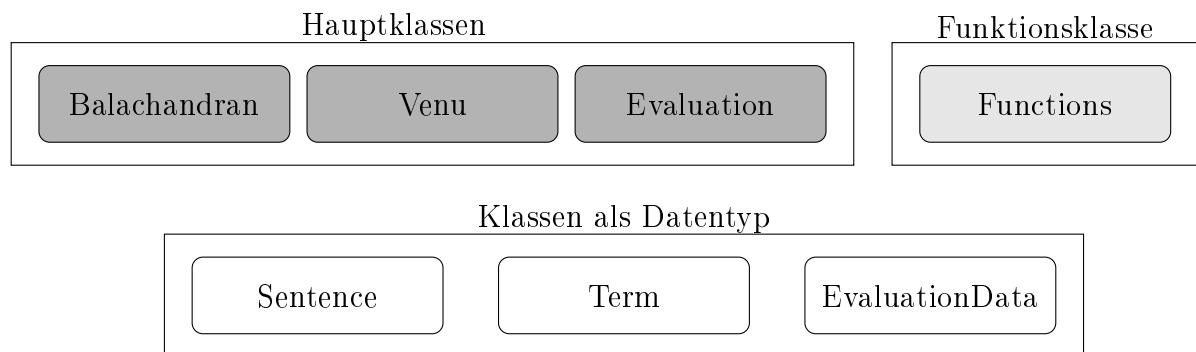 Hauptklassen
Funktionsklasse
Balachandran Venu Evaluation Functions
Klassen als Datentyp
Sentence Term EvaluationData